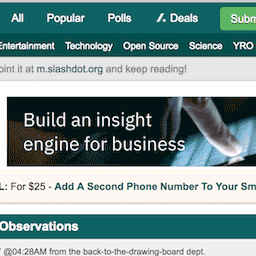 All Popular Polls Deals Subm
Entertainment Technology Open Source Science YRO
oint it at m.slashdot.org and keep reading!
Build an insight
engine for business
L: For $25 - Add A Second Phone Number To Your Sm
Observations
@04:28AM from the back-to-the-drawing-board dept.